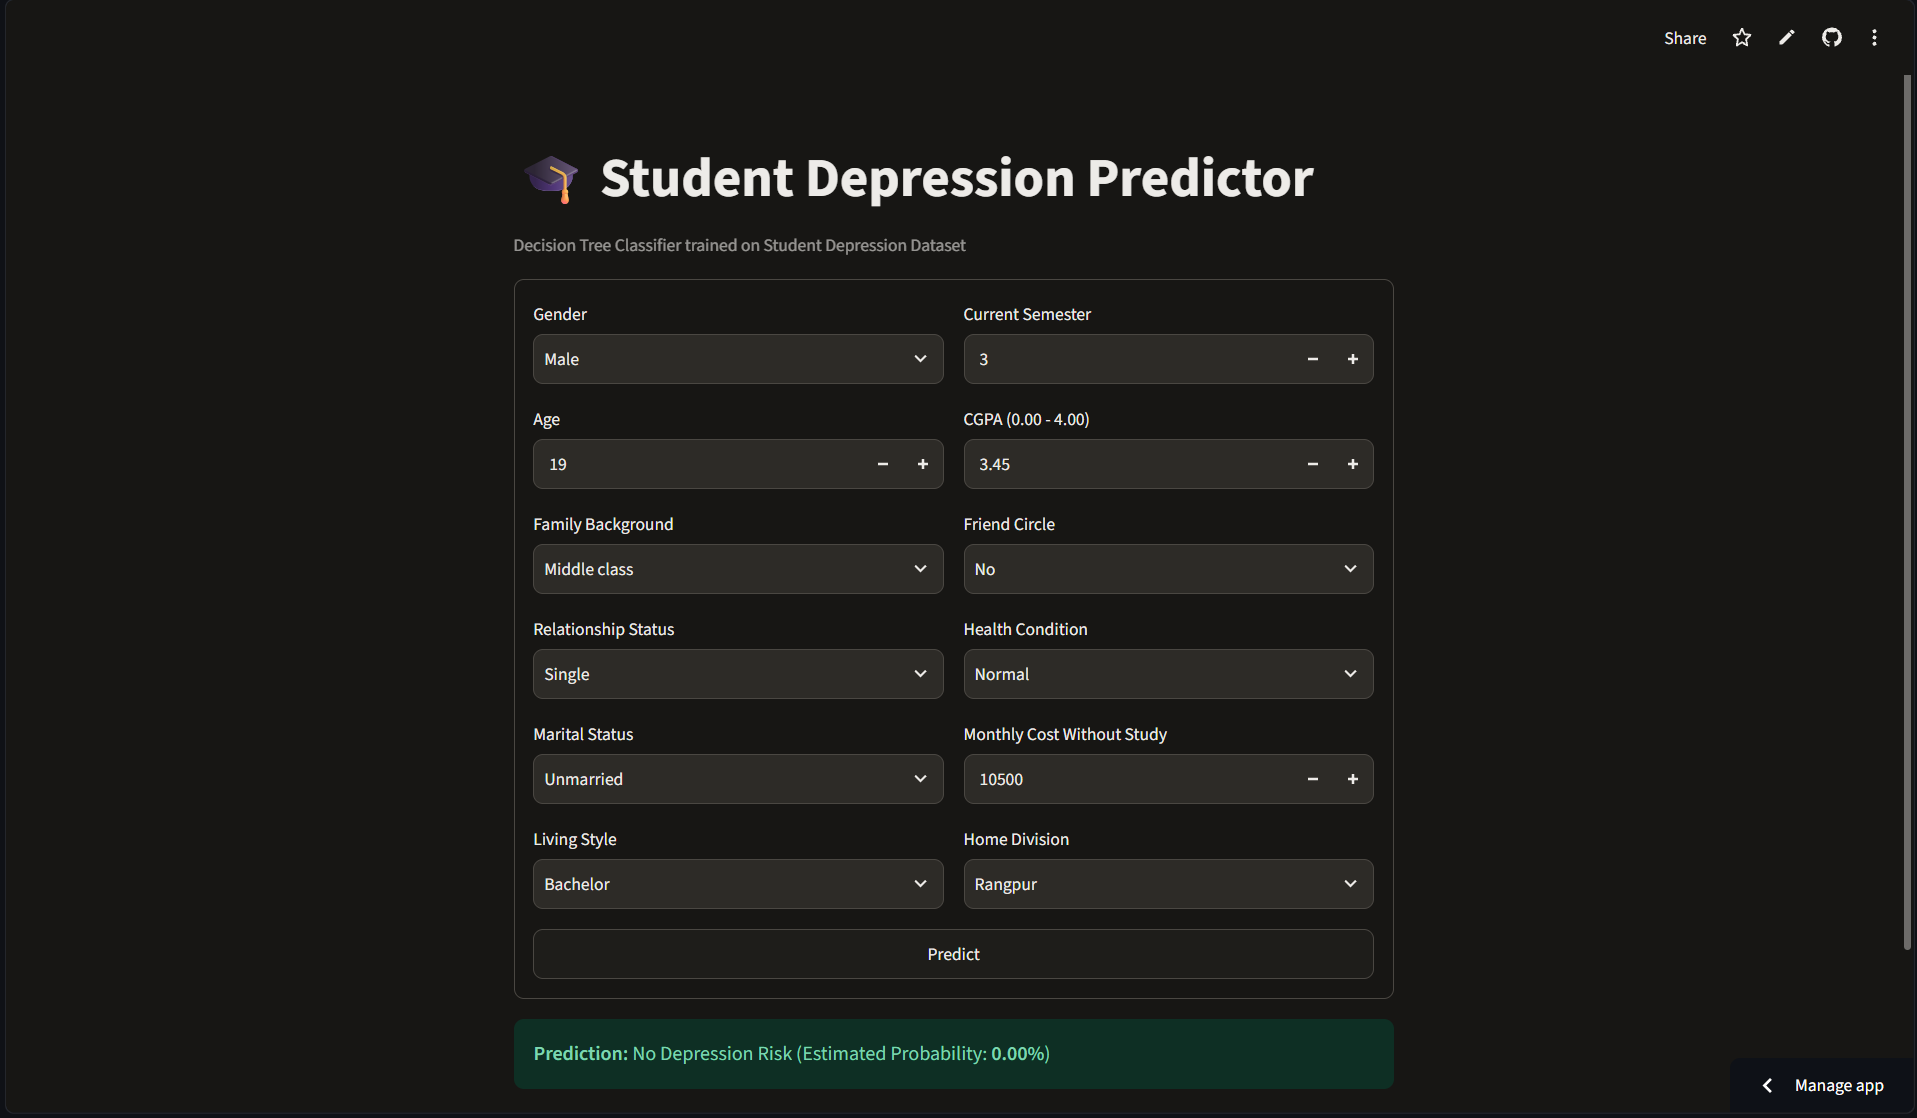 Share
Student Depression Predictor
Decision Tree Classifier trained on Student Depression Dataset
Gender
Male
Current Semester
3
Age
19
CGPA (0.00 - 4.00)
3.45
Family Background
Middle class
Friend Circle
No
Relationship Status
Single
Health Condition
Normal
Marital Status
Unmarried
Monthly Cost Without Study
10500
Living Style
Bachelor
Home Division
Rangpur
Predict
Prediction: No Depression Risk (Estimated Probability: 0.00%)
Manage app